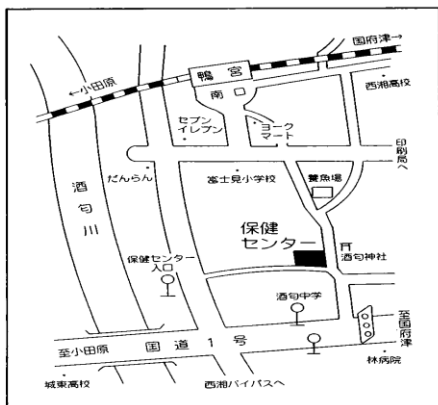 国府津→
鴨宮
←小田原
南
西湘高校
セブン
イレブン
ヨーク
マート
印刷局へ
だんらん
富士見小学校
養魚場
酒匂川
保健
センター
酒匂神社
保健センター
入口
酒匂中学
至国府津
至小田原
国道1号
林病院
城東高校
西湘バイパスへ